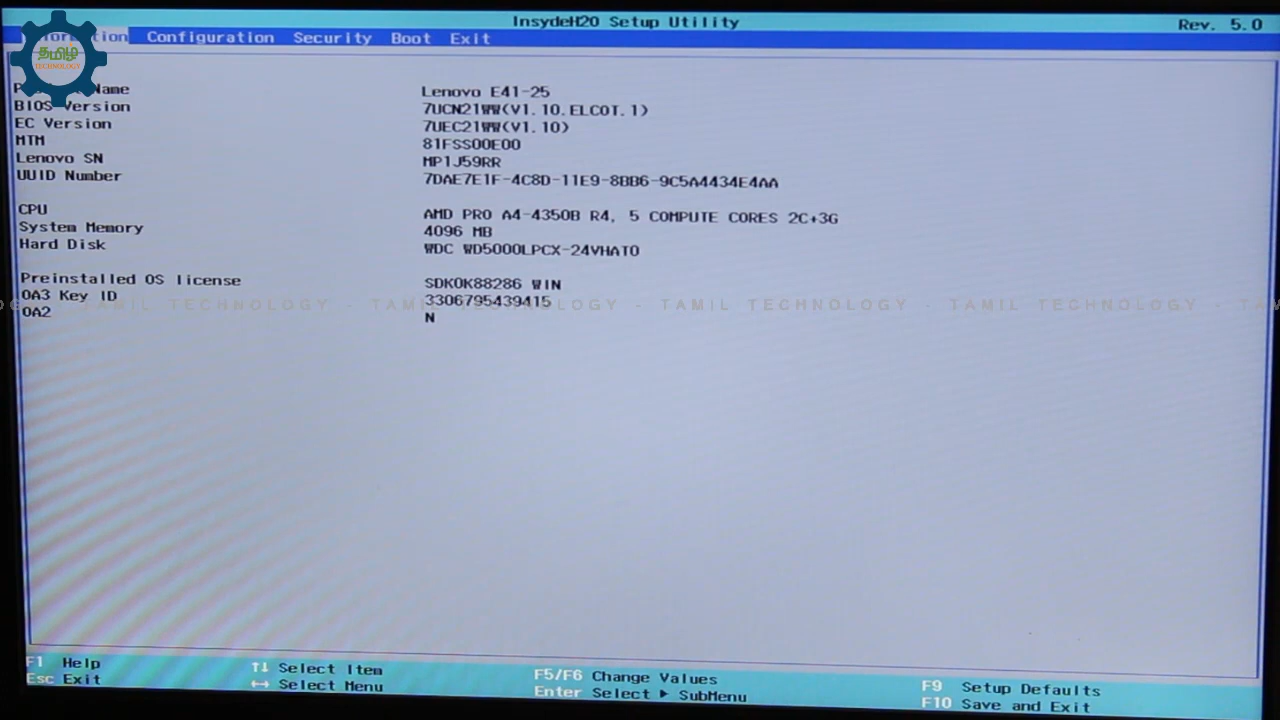 InsydeH20 Setup Utility Rev. 5.0
Configuration Security Boot Exit
தமிழ்
TECHNOLOGY
Name Lenovo E41-25
BIOS Version 7UCN21WW(V1.10.ELCOT.1)
EC Version 7UEC21WW(V1.10)
MTM 81FSS00E00
Lenovo SN MP1J59RR
UUID Number 7DAE7E1F-4C8D-11E9-8BB6-9C5A4434E4AA
CPU AMD PRO A4-4350B R4, 5 COMPUTE CORES 2C+3G
System Memory 4096 MB
Hard Disk WDC WD5000LPCX-24VHAT0
Preinstalled OS license SDK0K88286 WIN
OA3 Key ID 3306795439415
TAMIL TECHNOLOGY - TAMIL TECHNOLOGY - TAMIL TECHNOLOGY - TAMIL TECHNOLOGY -
OA2 N
F1 Help ↑↓ Select Item F5/F6 Change Values F9 Setup Defaults
Esc Exit ↔ Select Menu Enter Select ▶ SubMenu F10 Save and Exit